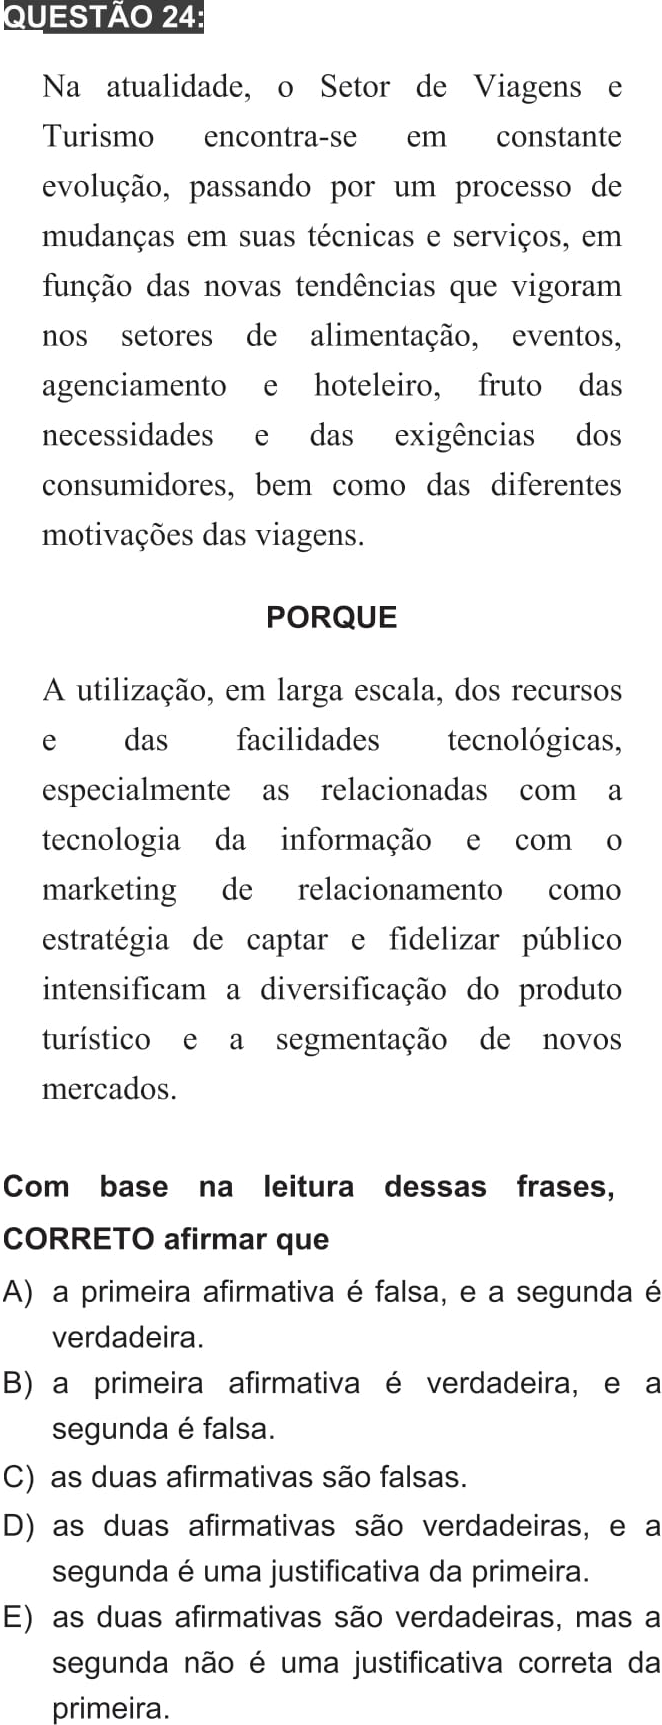 QUESTÃO 24:
Na atualidade, o Setor de Viagens e
Turismo encontra-se em constante
evolução, passando por um processo de
mudanças em suas técnicas e serviços, em
função das novas tendências que vigoram
nos setores de alimentação, eventos,
agenciamento e hoteleiro, fruto das
necessidades e das exigências dos
consumidores, bem como das diferentes
motivações das viagens.
PORQUE
A utilização, em larga escala, dos recursos
e das facilidades tecnológicas,
especialmente as relacionadas com a
tecnologia da informação e com o
marketing de relacionamento como
estratégia de captar e fidelizar público
intensificam a diversificação do produto
turístico e a segmentação de novos
mercados.
Com base na leitura dessas frases,
CORRETO afirmar que
A) a primeira afirmativa é falsa, e a segunda é
verdadeira.
B) a primeira afirmativa é verdadeira, e a
segunda é falsa.
C) as duas afirmativas são falsas.
D) as duas afirmativas são verdadeiras, e a
segunda é uma justificativa da primeira.
E) as duas afirmativas são verdadeiras, mas a
segunda não é uma justificativa correta da
primeira.